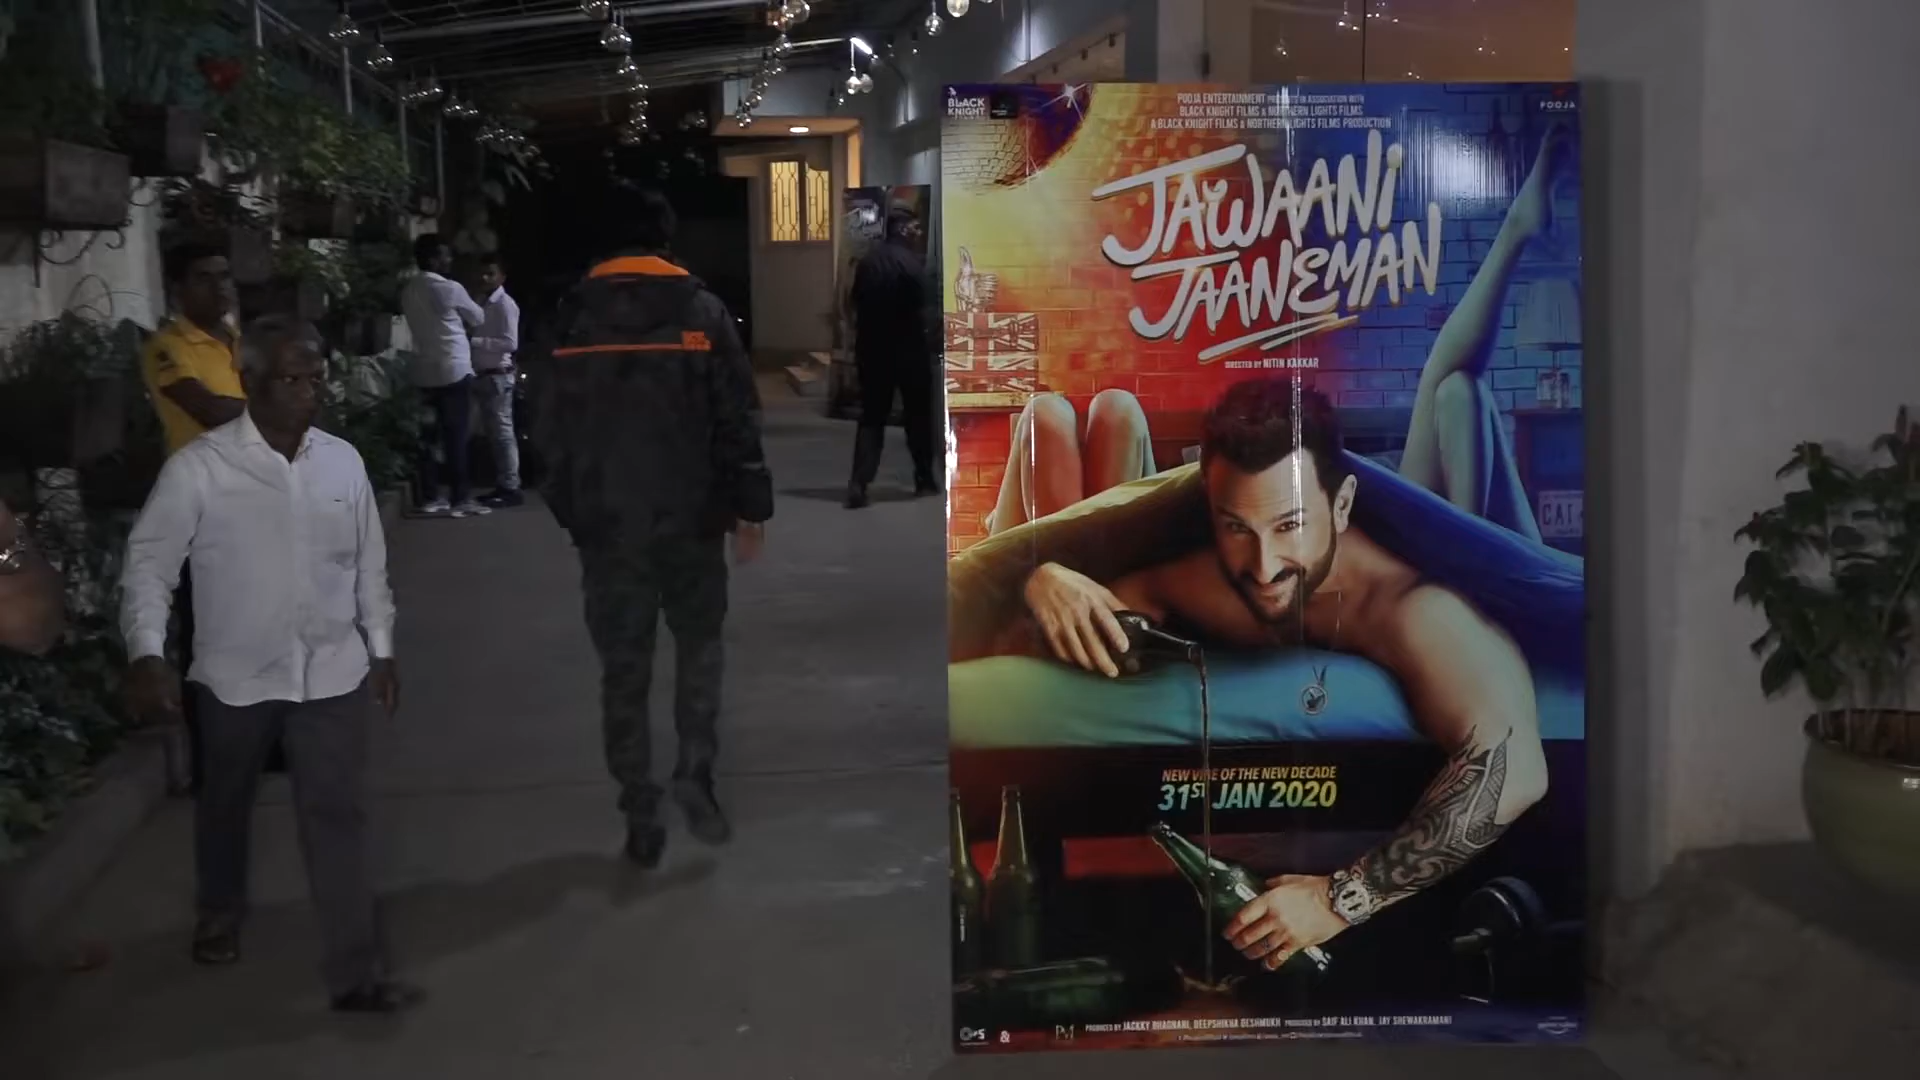 BLACK
KNIGHT
POOJA
POOJA ENTERTAINMENT PRESENTS IN ASSOCIATION WITH
BLACK KNIGHT FILMS & NORTHERN LIGHTS FILMS
A BLACK KNIGHT FILMS & NORTHERN LIGHTS FILMS PRODUCTION
JAWAANI
JAANEMAN
DIRECTED BY NITIN KAKKAR
CAI
NEW VIBE OF THE NEW DECADE
31ST JAN 2020
PRODUCED BY JACKKY BHAGNANI, DEEPSHIKHA DESHMUKH PRODUCED BY SAIF ALI KHAN, JAY SHEWAKRAMANI
&